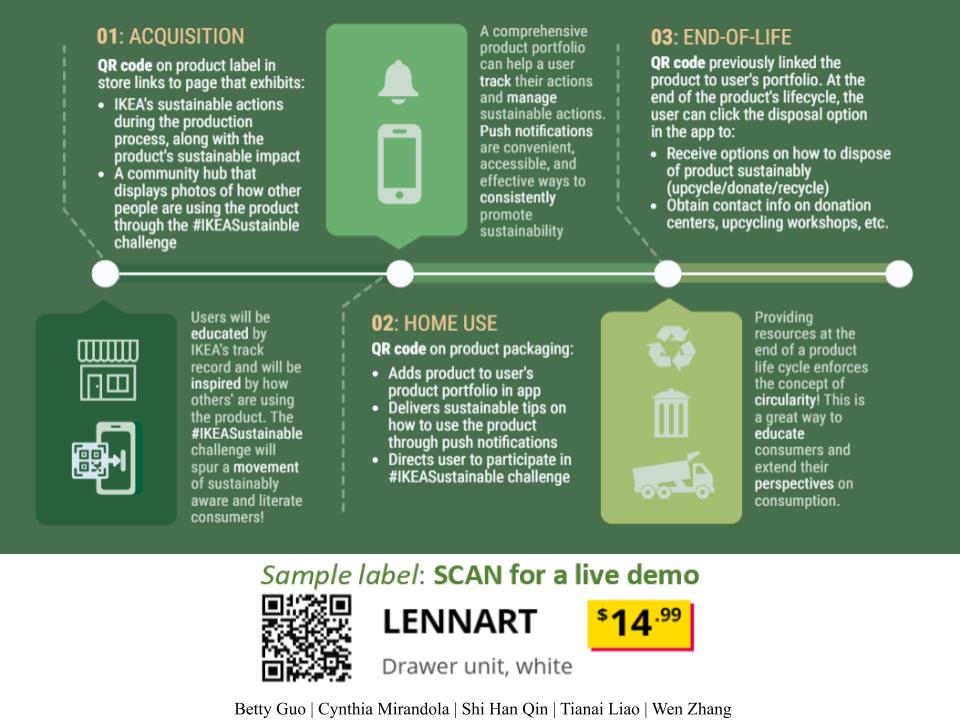 01: ACQUISITION
QR code on product label in
store links to page that exhibits:
• IKEA's sustainable actions
during the production
process, along with the
product's sustainable impact
• A community hub that
displays photos of how other
people are using the product
through the #IKEASustainble
challenge
Users will be
educated by
IKEA's track
record and will be
inspired by how
others' are using
the product. The
#IKEASustainable
challenge will
spur a movement
of sustainably
aware and literate
consumers!
A comprehensive
product portfolio
can help a user
track their actions
and manage
sustainable actions.
Push notifications
are convenient,
accessible, and
effective ways to
consistently
promote
sustainability
02: HOME USE
QR code on product packaging:
• Adds product to user's
product portfolio in app
• Delivers sustainable tips on
how to use the product
through push notifications
• Directs user to participate in
#IKEASustainable challenge
03: END-OF-LIFE
QR code previously linked the
product to user's portfolio. At the
end of the product's lifecycle, the
user can click the disposal option
in the app to:
• Receive options on how to dispose
of product sustainably
(upcycle/donate/recycle)
• Obtain contact info on donation
centers, upcycling workshops, etc.
Providing
resources at the
end of a product
life cycle enforces
the concept of
circularity! This is
a great way to
educate
consumers and
extend their
perspectives on
consumption.
Sample label: SCAN for a live demo
LENNART
$14.99
Drawer unit, white
Betty Guo | Cynthia Mirandola | Shi Han Qin | Tianai Liao | Wen Zhang